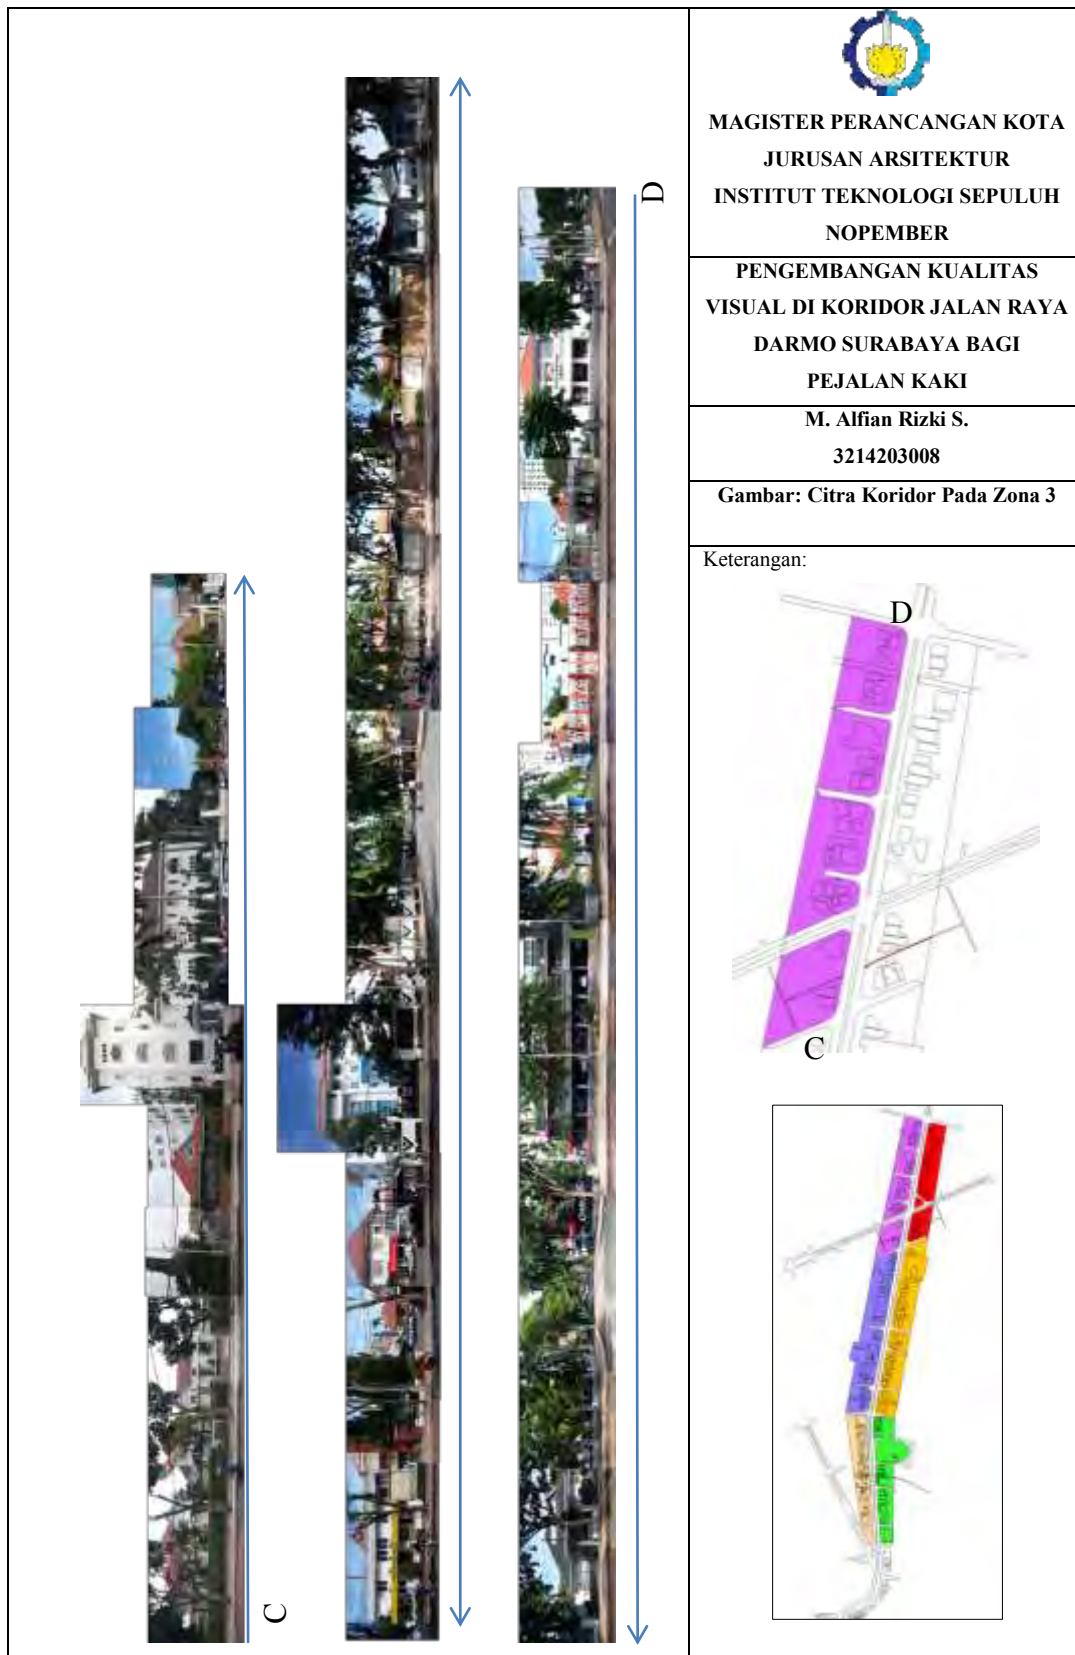 MAGISTER PERANCANGAN KOTA
JURUSAN ARSITEKTUR
INSTITUT TEKNOLOGI SEPULUH
NOPEMBER
PENGEMBANGAN KUALITAS
VISUAL DI KORIDOR JALAN RAYA
DARMO SURABAYA BAGI
PEJALAN KAKI
M. Alfian Rizki S.
3214203008
Gambar: Citra Koridor Pada Zona 3
Keterangan:
D
C
C
D